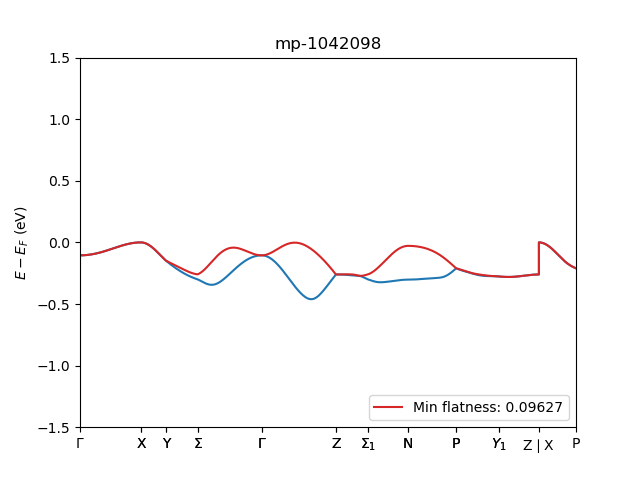 mp-1042098
E − E_F (eV)
1.5
1.0
0.5
0.0
−0.5
−1.0
−1.5
Min flatness: 0.09627
Γ X Y Σ Γ Z Σ₁ N P Y₁ Z | X P